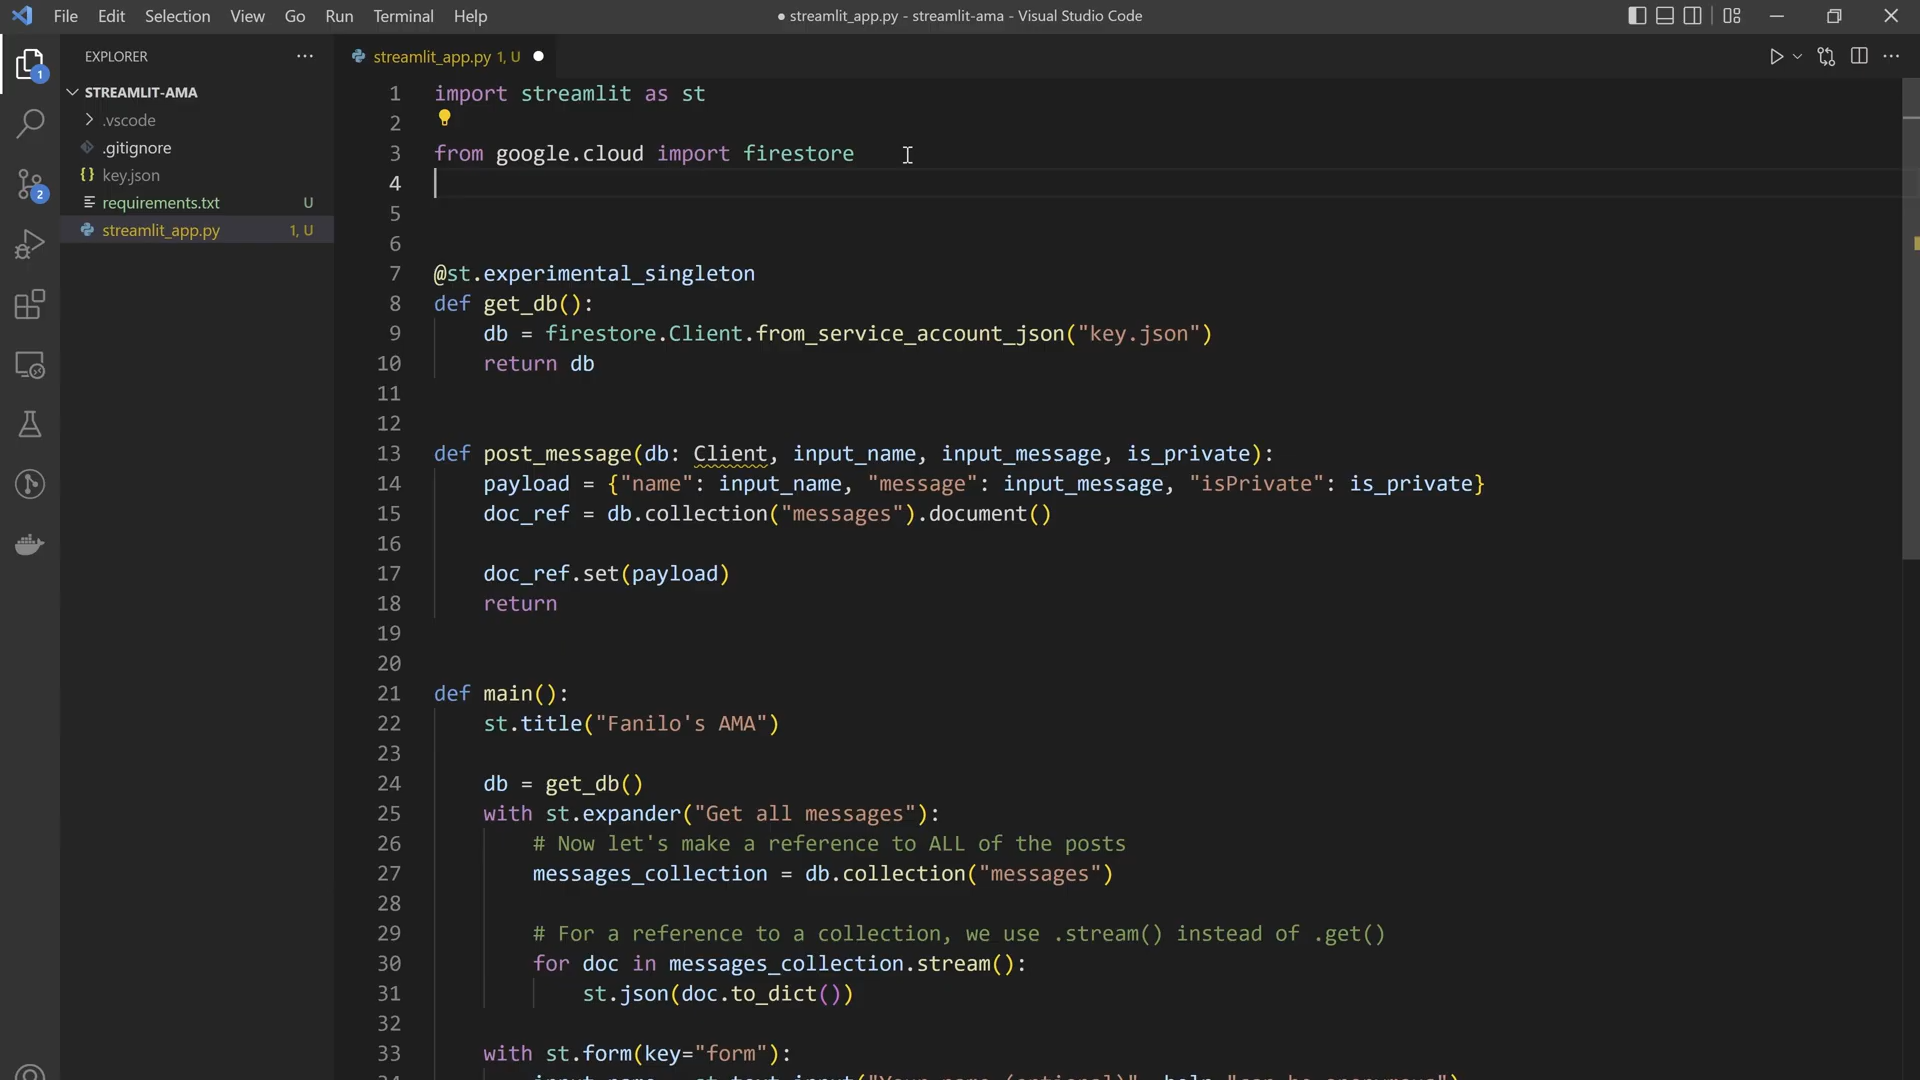 File Edit Selection View Go Run Terminal Help
● streamlit_app.py - streamlit-ama - Visual Studio Code
EXPLORER
STREAMLIT-AMA
.vscode
.gitignore
key.json
requirements.txt U
streamlit_app.py 1, U
1
2
2
streamlit_app.py 1, U
1 import streamlit as st
2
3 from google.cloud import firestore
4
5
6
7 @st.experimental_singleton
8 def get_db():
9 db = firestore.Client.from_service_account_json("key.json")
10 return db
11
12
13 def post_message(db: Client, input_name, input_message, is_private):
14 payload = {"name": input_name, "message": input_message, "isPrivate": is_private}
15 doc_ref = db.collection("messages").document()
16
17 doc_ref.set(payload)
18 return
19
20
21 def main():
22 st.title("Fanilo's AMA")
23
24 db = get_db()
25 with st.expander("Get all messages"):
26 # Now let's make a reference to ALL of the posts
27 messages_collection = db.collection("messages")
28
29 # For a reference to a collection, we use .stream() instead of .get()
30 for doc in messages_collection.stream():
31 st.json(doc.to_dict())
32
33 with st.form(key="form"):